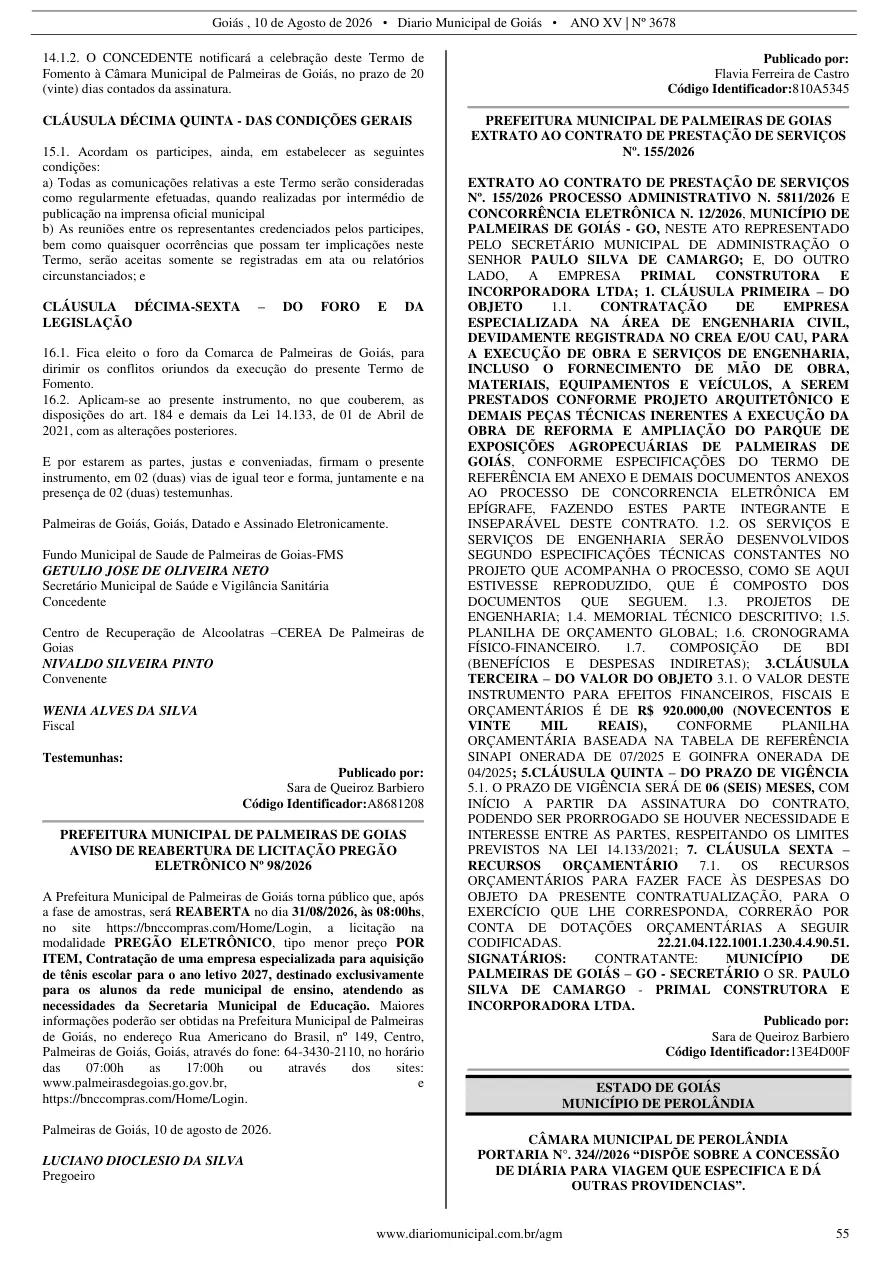 Goiás , 10 de Agosto de 2026 • Diario Municipal de Goiás • ANO XV | Nº 3678
14.1.2. O CONCEDENTE notificará a celebração deste Termo de
Fomento à Câmara Municipal de Palmeiras de Goiás, no prazo de 20
(vinte) dias contados da assinatura.
CLÁUSULA DÉCIMA QUINTA - DAS CONDIÇÕES GERAIS
15.1. Acordam os participes, ainda, em estabelecer as seguintes
condições:
a) Todas as comunicações relativas a este Termo serão consideradas
como regularmente efetuadas, quando realizadas por intermédio de
publicação na imprensa oficial municipal
b) As reuniões entre os representantes credenciados pelos participes,
bem como quaisquer ocorrências que possam ter implicações neste
Termo, serão aceitas somente se registradas em ata ou relatórios
circunstanciados; e
CLÁUSULA DÉCIMA-SEXTA – DO FORO E DA
LEGISLAÇÃO
16.1. Fica eleito o foro da Comarca de Palmeiras de Goiás, para
dirimir os conflitos oriundos da execução do presente Termo de
Fomento.
16.2. Aplicam-se ao presente instrumento, no que couberem, as
disposições do art. 184 e demais da Lei 14.133, de 01 de Abril de
2021, com as alterações posteriores.
E por estarem as partes, justas e conveniadas, firmam o presente
instrumento, em 02 (duas) vias de igual teor e forma, juntamente e na
presença de 02 (duas) testemunhas.
Palmeiras de Goiás, Goiás, Datado e Assinado Eletronicamente.
Fundo Municipal de Saude de Palmeiras de Goias-FMS
GETULIO JOSE DE OLIVEIRA NETO
Secretário Municipal de Saúde e Vigilância Sanitária
Concedente
Centro de Recuperação de Alcoolatras –CEREA De Palmeiras de
Goias
NIVALDO SILVEIRA PINTO
Convenente
WENIA ALVES DA SILVA
Fiscal
Testemunhas:
Publicado por:
Sara de Queiroz Barbiero
Código Identificador:A8681208
PREFEITURA MUNICIPAL DE PALMEIRAS DE GOIAS
AVISO DE REABERTURA DE LICITAÇÃO PREGÃO
ELETRÔNICO Nº 98/2026
A Prefeitura Municipal de Palmeiras de Goiás torna público que, após
a fase de amostras, será REABERTA no dia 31/08/2026, às 08:00hs,
no site https://bnccompras.com/Home/Login, a licitação na
modalidade PREGÃO ELETRÔNICO, tipo menor preço POR
ITEM, Contratação de uma empresa especializada para aquisição
de tênis escolar para o ano letivo 2027, destinado exclusivamente
para os alunos da rede municipal de ensino, atendendo as
necessidades da Secretaria Municipal de Educação. Maiores
informações poderão ser obtidas na Prefeitura Municipal de Palmeiras
de Goiás, no endereço Rua Americano do Brasil, nº 149, Centro,
Palmeiras de Goiás, Goiás, através do fone: 64-3430-2110, no horário
das 07:00h as 17:00h ou através dos sites:
www.palmeirasdegoias.go.gov.br, e
https://bnccompras.com/Home/Login.
Palmeiras de Goiás, 10 de agosto de 2026.
LUCIANO DIOCLESIO DA SILVA
Pregoeiro
Publicado por:
Flavia Ferreira de Castro
Código Identificador:810A5345
PREFEITURA MUNICIPAL DE PALMEIRAS DE GOIAS
EXTRATO AO CONTRATO DE PRESTAÇÃO DE SERVIÇOS
Nº. 155/2026
EXTRATO AO CONTRATO DE PRESTAÇÃO DE SERVIÇOS
Nº. 155/2026 PROCESSO ADMINISTRATIVO N. 5811/2026 E
CONCORRÊNCIA ELETRÔNICA N. 12/2026, MUNICÍPIO DE
PALMEIRAS DE GOIÁS - GO, NESTE ATO REPRESENTADO
PELO SECRETÁRIO MUNICIPAL DE ADMINISTRAÇÃO O
SENHOR PAULO SILVA DE CAMARGO; E, DO OUTRO
LADO, A EMPRESA PRIMAL CONSTRUTORA E
INCORPORADORA LTDA; 1. CLÁUSULA PRIMEIRA – DO
OBJETO 1.1. CONTRATAÇÃO DE EMPRESA
ESPECIALIZADA NA ÁREA DE ENGENHARIA CIVIL,
DEVIDAMENTE REGISTRADA NO CREA E/OU CAU, PARA
A EXECUÇÃO DE OBRA E SERVIÇOS DE ENGENHARIA,
INCLUSO O FORNECIMENTO DE MÃO DE OBRA,
MATERIAIS, EQUIPAMENTOS E VEÍCULOS, A SEREM
PRESTADOS CONFORME PROJETO ARQUITETÔNICO E
DEMAIS PEÇAS TÉCNICAS INERENTES A EXECUÇÃO DA
OBRA DE REFORMA E AMPLIAÇÃO DO PARQUE DE
EXPOSIÇÕES AGROPECUÁRIAS DE PALMEIRAS DE
GOIÁS, CONFORME ESPECIFICAÇÕES DO TERMO DE
REFERÊNCIA EM ANEXO E DEMAIS DOCUMENTOS ANEXOS
AO PROCESSO DE CONCORRENCIA ELETRÔNICA EM
EPÍGRAFE, FAZENDO ESTES PARTE INTEGRANTE E
INSEPARÁVEL DESTE CONTRATO. 1.2. OS SERVIÇOS E
SERVIÇOS DE ENGENHARIA SERÃO DESENVOLVIDOS
SEGUNDO ESPECIFICAÇÕES TÉCNICAS CONSTANTES NO
PROJETO QUE ACOMPANHA O PROCESSO, COMO SE AQUI
ESTIVESSE REPRODUZIDO, QUE É COMPOSTO DOS
DOCUMENTOS QUE SEGUEM. 1.3. PROJETOS DE
ENGENHARIA; 1.4. MEMORIAL TÉCNICO DESCRITIVO; 1.5.
PLANILHA DE ORÇAMENTO GLOBAL; 1.6. CRONOGRAMA
FÍSICO-FINANCEIRO. 1.7. COMPOSIÇÃO DE BDI
(BENEFÍCIOS E DESPESAS INDIRETAS); 3.CLÁUSULA
TERCEIRA – DO VALOR DO OBJETO 3.1. O VALOR DESTE
INSTRUMENTO PARA EFEITOS FINANCEIROS, FISCAIS E
ORÇAMENTÁRIOS É DE R$ 920.000,00 (NOVECENTOS E
VINTE MIL REAIS), CONFORME PLANILHA
ORÇAMENTÁRIA BASEADA NA TABELA DE REFERÊNCIA
SINAPI ONERADA DE 07/2025 E GOINFRA ONERADA DE
04/2025; 5.CLÁUSULA QUINTA – DO PRAZO DE VIGÊNCIA
5.1. O PRAZO DE VIGÊNCIA SERÁ DE 06 (SEIS) MESES, COM
INÍCIO A PARTIR DA ASSINATURA DO CONTRATO,
PODENDO SER PRORROGADO SE HOUVER NECESSIDADE E
INTERESSE ENTRE AS PARTES, RESPEITANDO OS LIMITES
PREVISTOS NA LEI 14.133/2021; 7. CLÁUSULA SEXTA –
RECURSOS ORÇAMENTÁRIO 7.1. OS RECURSOS
ORÇAMENTÁRIOS PARA FAZER FACE ÀS DESPESAS DO
OBJETO DA PRESENTE CONTRATUALIZAÇÃO, PARA O
EXERCÍCIO QUE LHE CORRESPONDA, CORRERÃO POR
CONTA DE DOTAÇÕES ORÇAMENTÁRIAS A SEGUIR
CODIFICADAS. 22.21.04.122.1001.1.230.4.4.90.51.
SIGNATÁRIOS: CONTRATANTE: MUNICÍPIO DE
PALMEIRAS DE GOIÁS – GO - SECRETÁRIO O SR. PAULO
SILVA DE CAMARGO - PRIMAL CONSTRUTORA E
INCORPORADORA LTDA.
Publicado por:
Sara de Queiroz Barbiero
Código Identificador:13E4D00F
ESTADO DE GOIÁS
MUNICÍPIO DE PEROLÂNDIA
CÂMARA MUNICIPAL DE PEROLÂNDIA
PORTARIA N°. 324//2026 “DISPÕE SOBRE A CONCESSÃO
DE DIÁRIA PARA VIAGEM QUE ESPECIFICA E DÁ
OUTRAS PROVIDENCIAS”.
www.diariomunicipal.com.br/agm 55